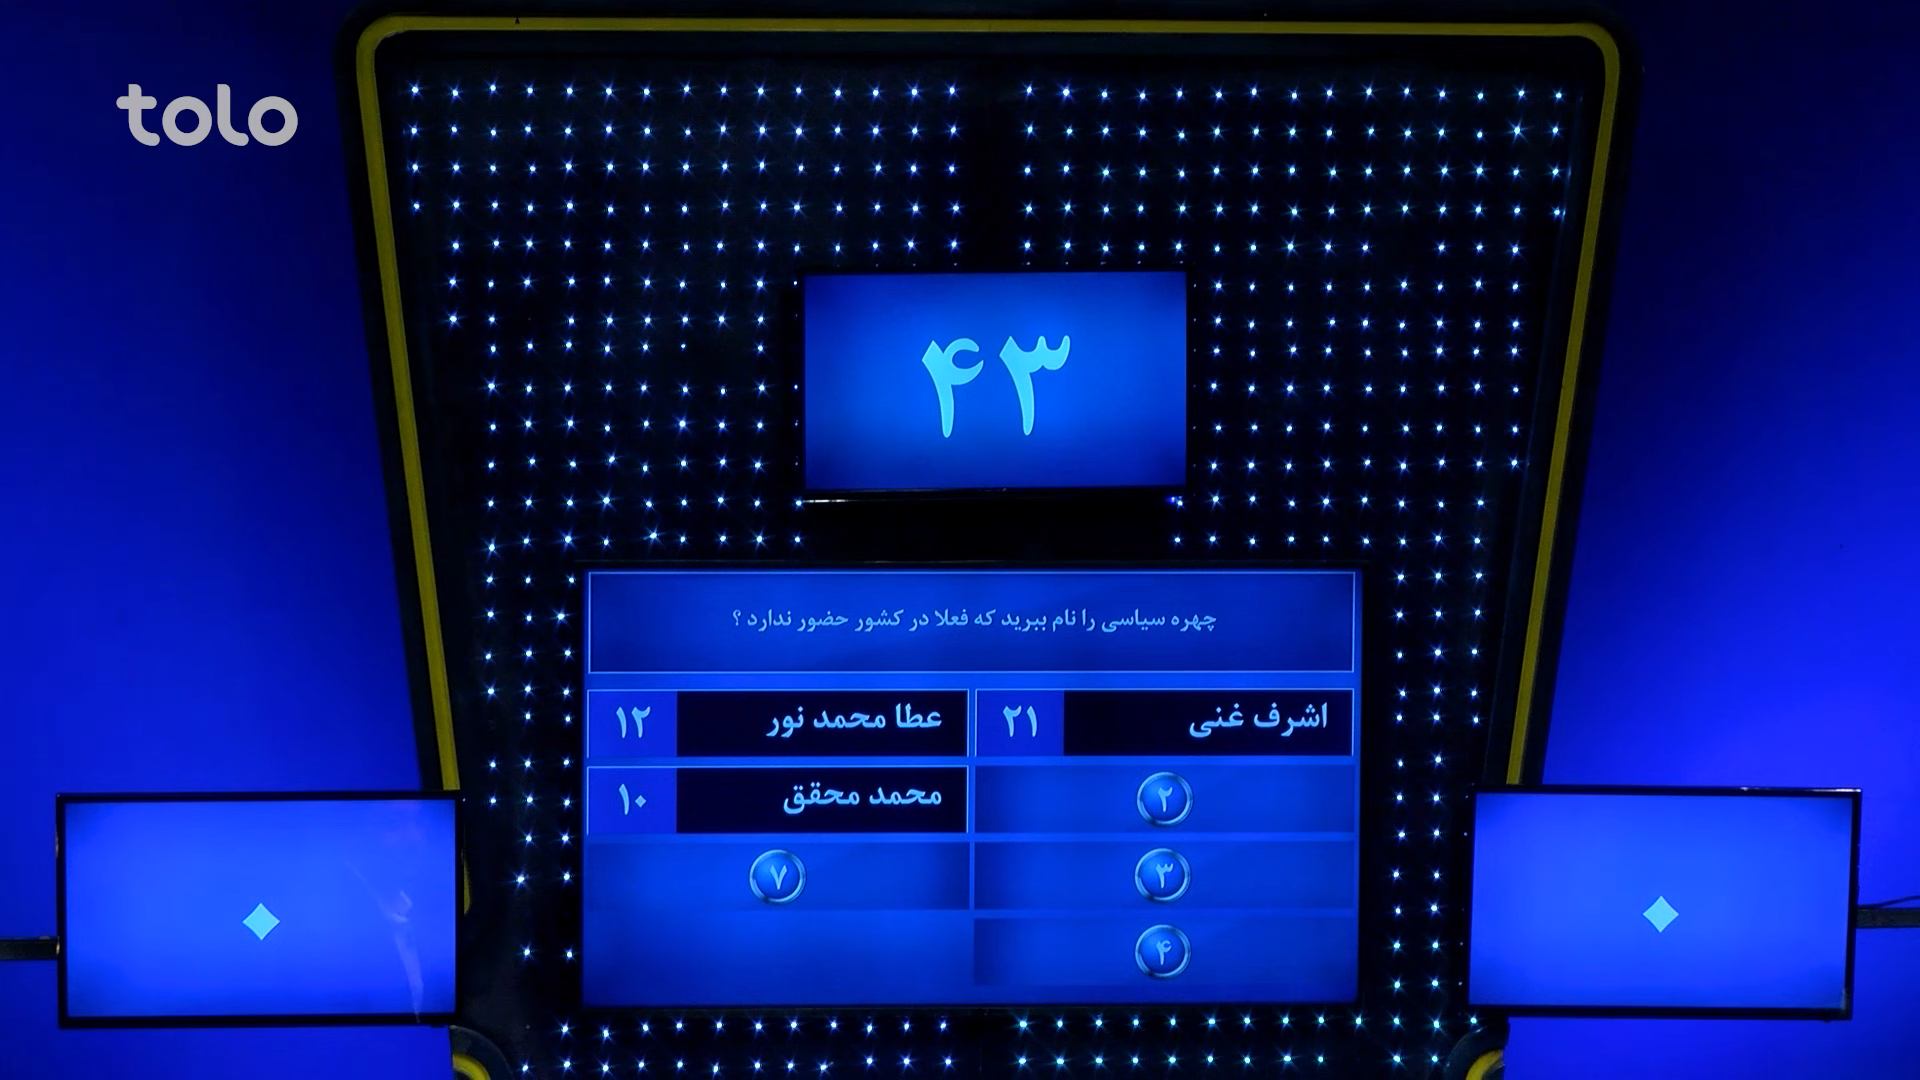 tolo
۴۳
چهره سیاسی را نام ببرید که فعلا در کشور حضور ندارد ؟
اشرف غنی ۲۱
عطا محمد نور ۱۲
۲
محمد محقق ۱۰
۳
۷
۴